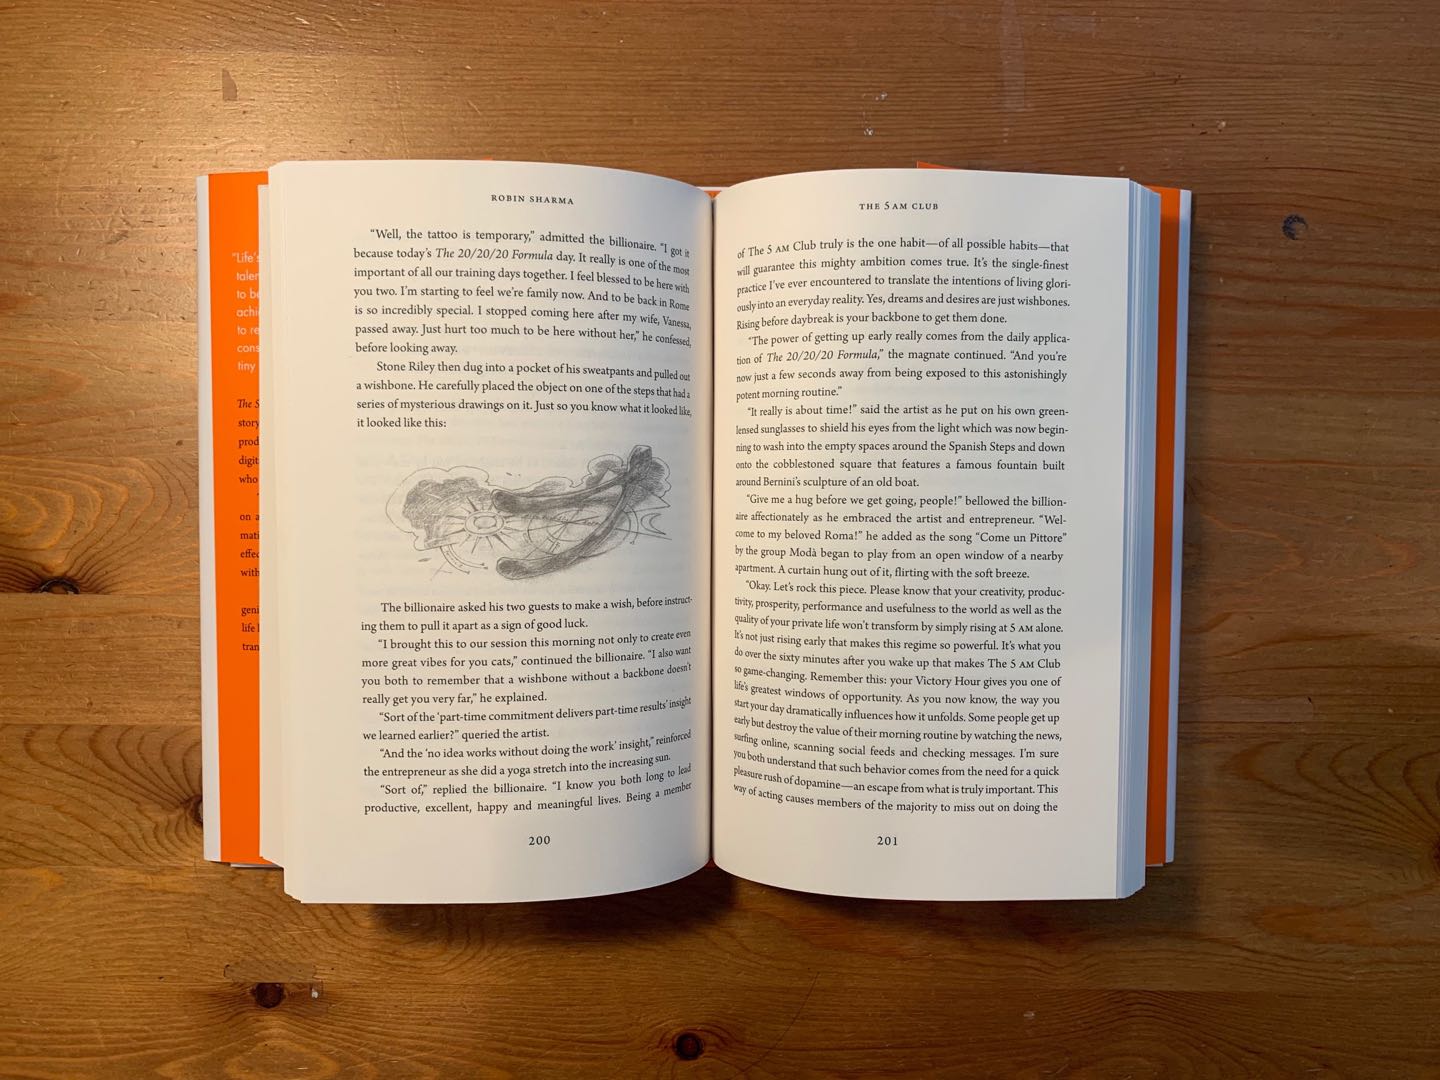 "Life's
talen
to be
achi
to re
cons
tiny
The 5
story
prod
digit
who
on a
mati
effec
with
geni
life l
tran
ROBIN SHARMA
"Well, the tattoo is temporary," admitted the billionaire. "I got it
because today's The 20/20/20 Formula day. It really is one of the most
important of all our training days together. I feel blessed to be here with
you two. I'm starting to feel we're family now. And to be back in Rome
is so incredibly special. I stopped coming here after my wife, Vanessa,
passed away. Just hurt too much to be here without her," he confessed,
before looking away.
Stone Riley then dug into a pocket of his sweatpants and pulled out
a wishbone. He carefully placed the object on one of the steps that had a
series of mysterious drawings on it. Just so you know what it looked like,
it looked like this:
The billionaire asked his two guests to make a wish, before instruct-
ing them to pull it apart as a sign of good luck.
"I brought this to our session this morning not only to create even
more great vibes for you cats," continued the billionaire. "I also want
you both to remember that a wishbone without a backbone doesn't
really get you very far," he explained.
"Sort of the 'part-time commitment delivers part-time results' insight
we learned earlier?" queried the artist.
"And the 'no idea works without doing the work' insight," reinforced
the entrepreneur as she did a yoga stretch into the increasing sun.
"Sort of," replied the billionaire. "I know you both long to lead
productive, excellent, happy and meaningful lives. Being a member
200
THE 5 AM CLUB
of The 5 AM Club truly is the one habit—of all possible habits—that
will guarantee this mighty ambition comes true. It's the single-finest
practice I've ever encountered to translate the intentions of living glori-
ously into an everyday reality. Yes, dreams and desires are just wishbones.
Rising before daybreak is your backbone to get them done.
"The power of getting up early really comes from the daily applica-
tion of The 20/20/20 Formula," the magnate continued. "And you're
now just a few seconds away from being exposed to this astonishingly
potent morning routine."
"It really is about time!" said the artist as he put on his own green-
lensed sunglasses to shield his eyes from the light which was now begin-
ning to wash into the empty spaces around the Spanish Steps and down
onto the cobblestoned square that features a famous fountain built
around Bernini's sculpture of an old boat.
"Give me a hug before we get going, people!" bellowed the billion-
aire affectionately as he embraced the artist and entrepreneur. "Wel-
come to my beloved Roma!" he added as the song "Come un Pittore"
by the group Modà began to play from an open window of a nearby
apartment. A curtain hung out of it, flirting with the soft breeze.
"Okay. Let's rock this piece. Please know that your creativity, produc-
tivity, prosperity, performance and usefulness to the world as well as the
quality of your private life won't transform by simply rising at 5 AM alone.
It's not just rising early that makes this regime so powerful. It's what you
do over the sixty minutes after you wake up that makes The 5 AM Club
so game-changing. Remember this: your Victory Hour gives you one of
life's greatest windows of opportunity. As you now know, the way you
start your day dramatically influences how it unfolds. Some people get up
early but destroy the value of their morning routine by watching the news,
surfing online, scanning social feeds and checking messages. I'm sure
you both understand that such behavior comes from the need for a quick
pleasure rush of dopamine—an escape from what is truly important. This
way of acting causes members of the majority to miss out on doing the
201